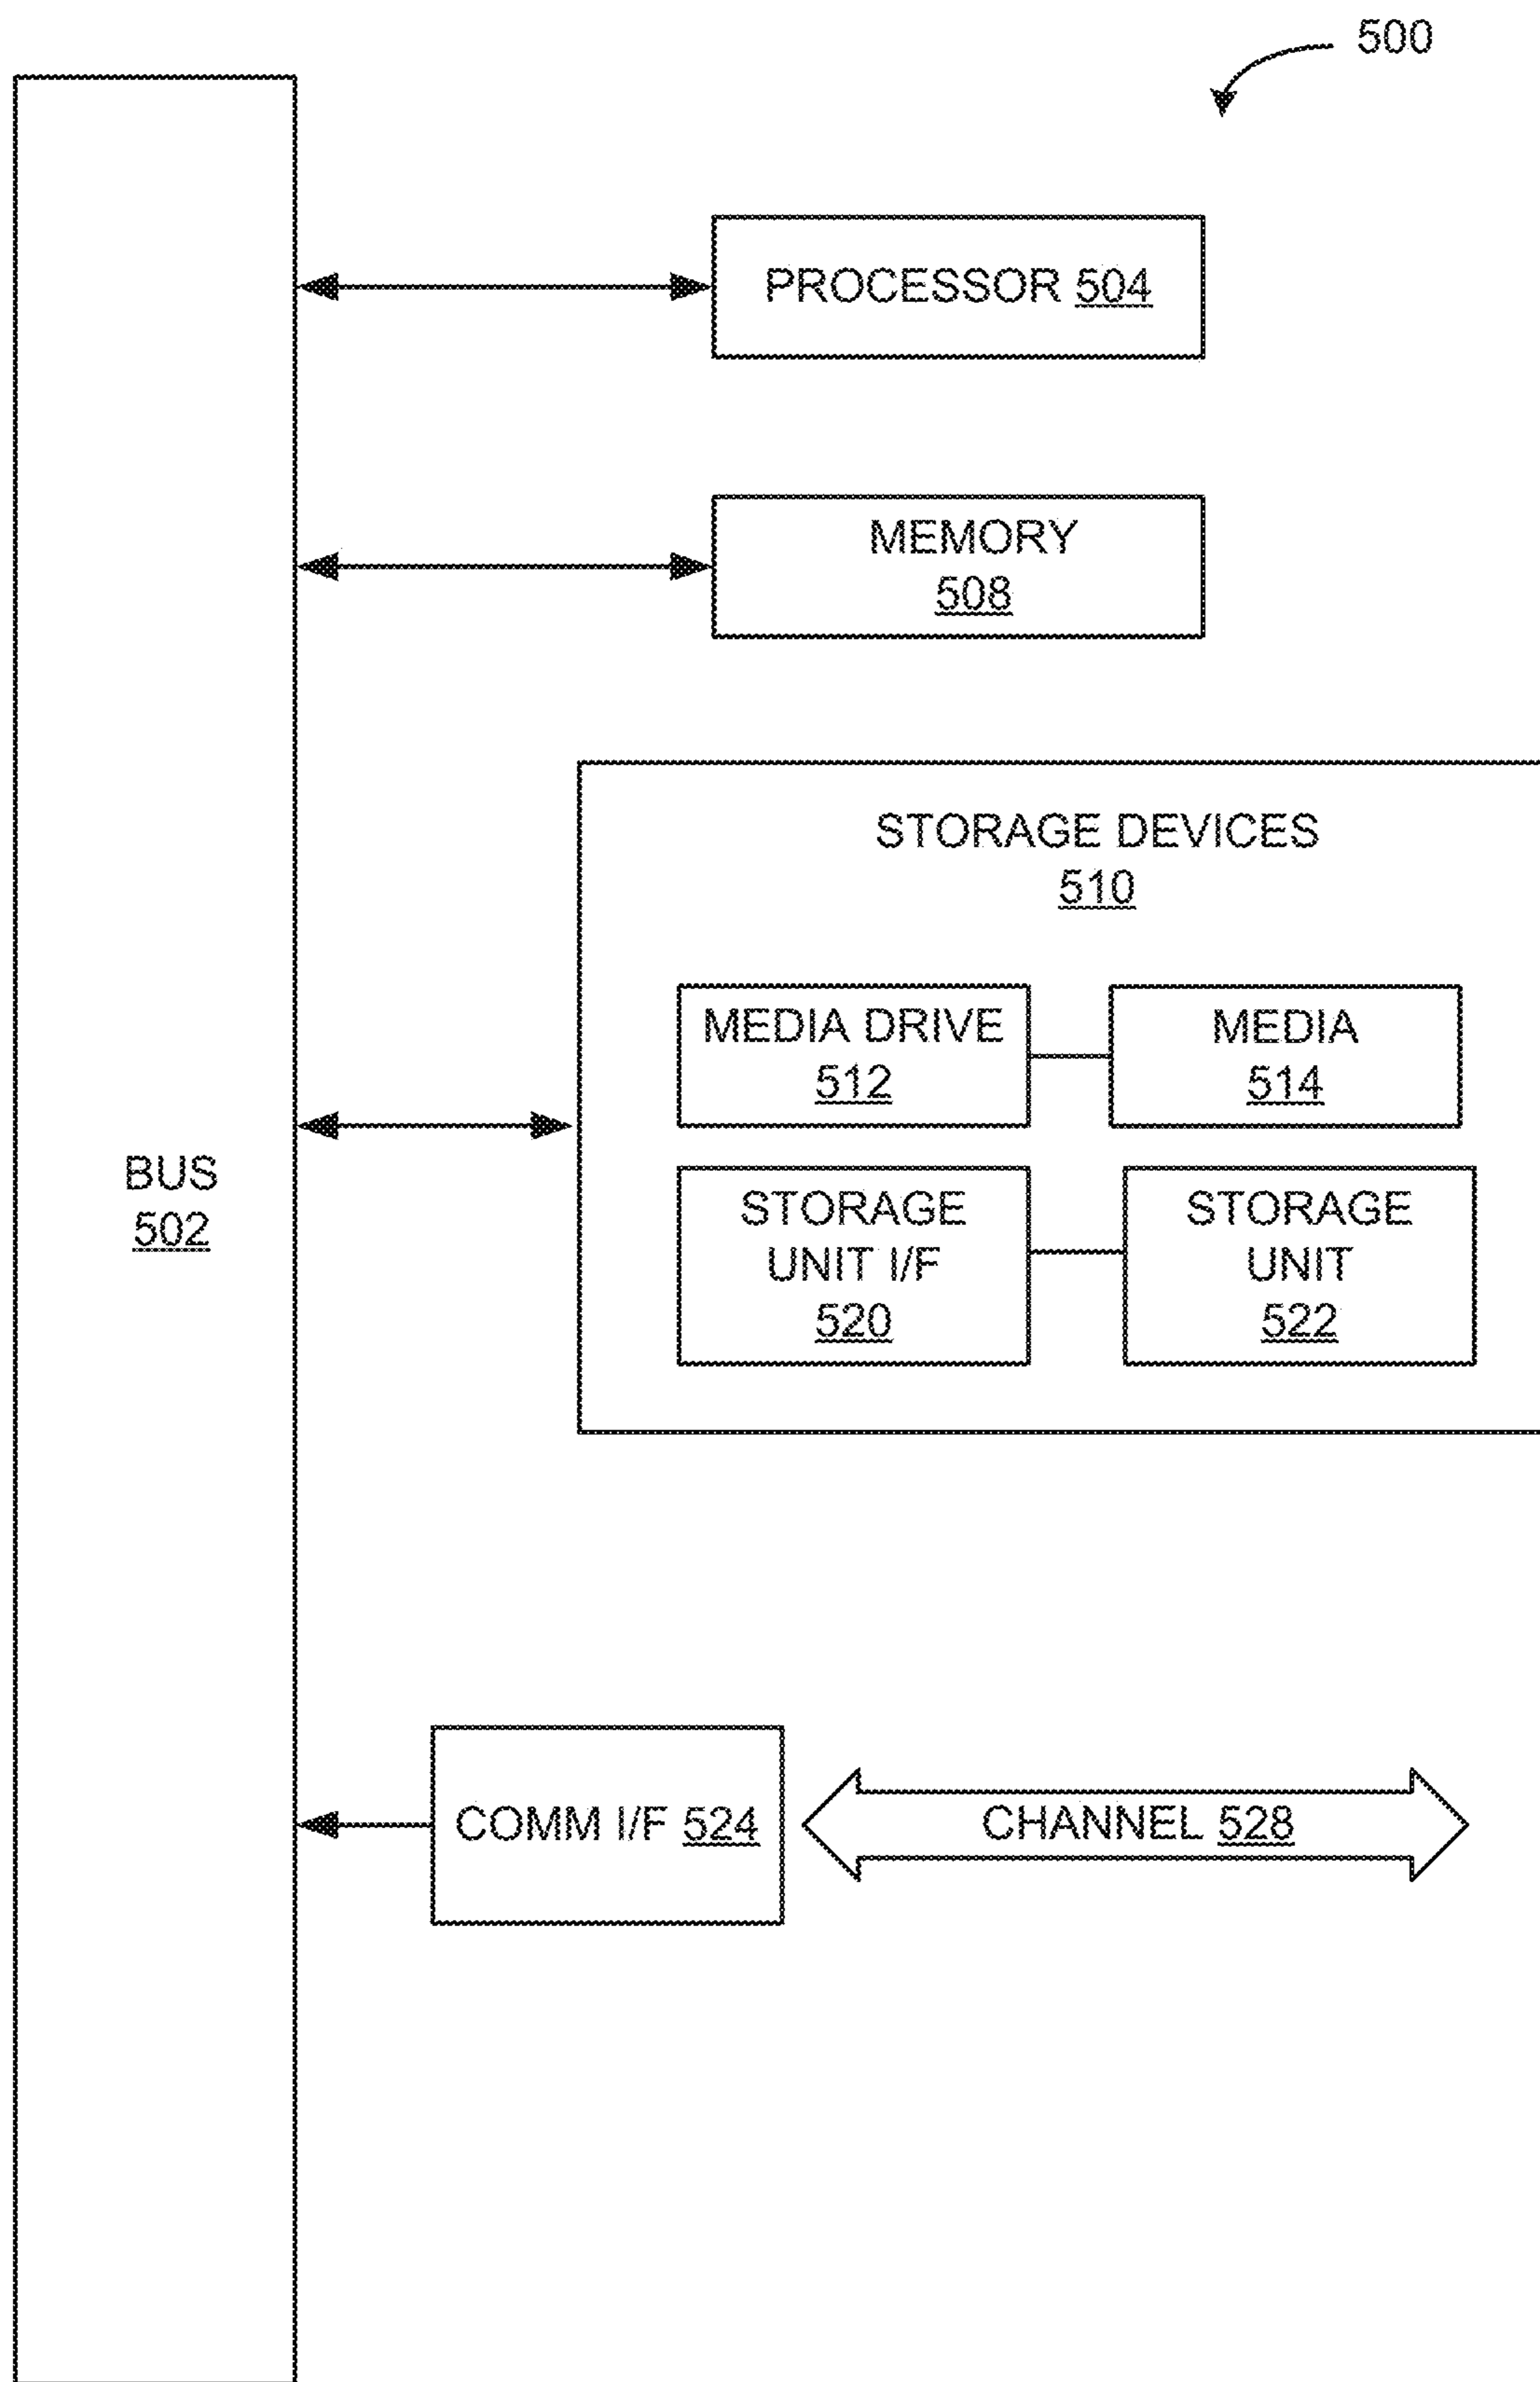 500
PROCESSOR 504
MEMORY
508
STORAGE DEVICES
510
MEDIA DRIVE
512
MEDIA
514
BUS
502
STORAGE
UNIT I/F
520
STORAGE
UNIT
522
COMM I/F 524
CHANNEL 528